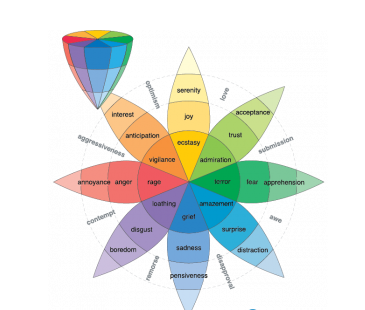 optimism
serenity
love
interest
joy
acceptance
anticipation
trust
aggressiveness
ecstasy
submission
vigilance
admiration
annoyance
anger
rage
terror
fear
apprehension
loathing
amazement
contempt
grief
awe
disgust
surprise
boredom
sadness
distraction
remorse
disapproval
pensiveness